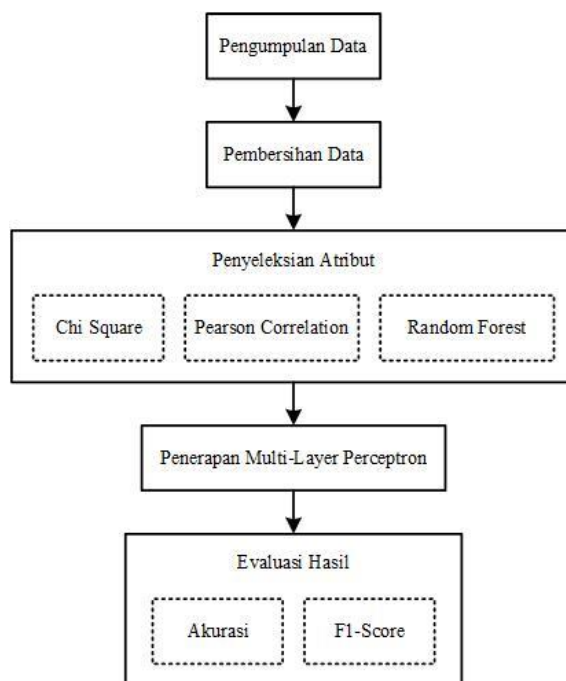 Pengumpulan Data
Pembersihan Data
Penyeleksian Atribut
Chi Square
Pearson Correlation
Random Forest
Penerapan Multi-Layer Perceptron
Evaluasi Hasil
Akurasi
F1-Score